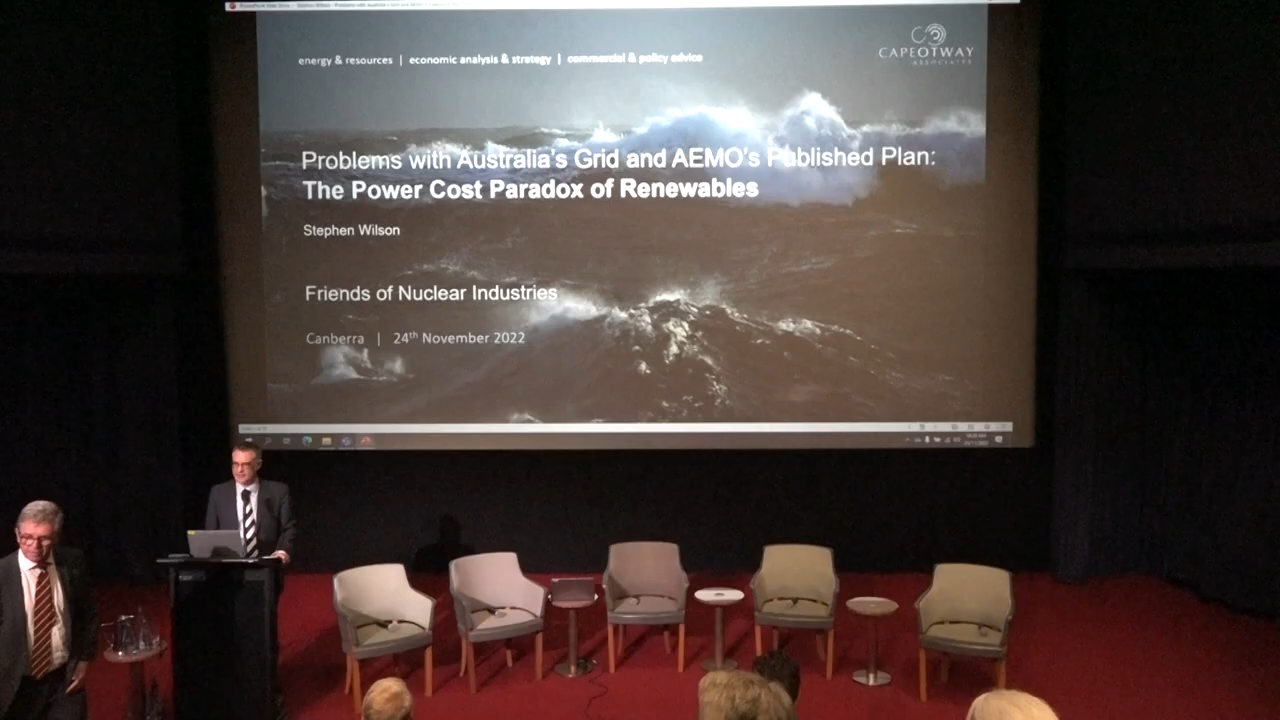 energy & resources | economic analysis & strategy | commercial & policy advice
CAPEOTWAY
ASSOCIATES
Problems with Australia's Grid and AEMO's Published Plan:
The Power Cost Paradox of Renewables
Stephen Wilson
Friends of Nuclear Industries
Canberra | 24th November 2022